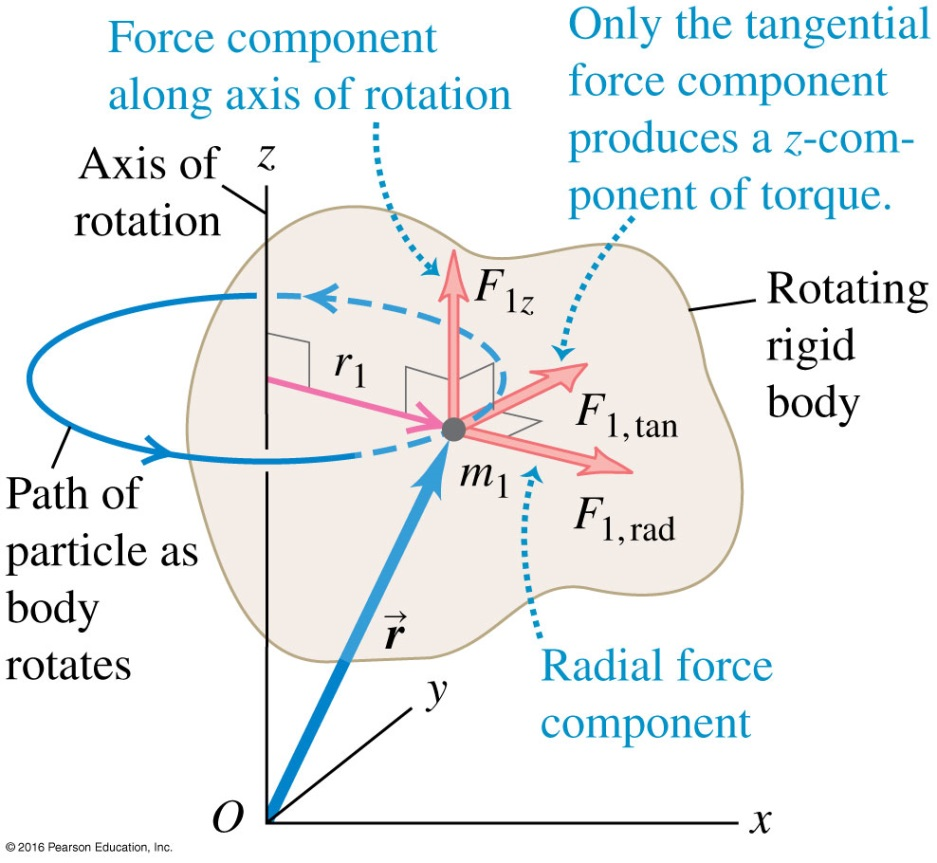 Force component
along axis of rotation
Only the tangential
force component
produces a z-com-
ponent of torque.
Axis of
rotation
z
F1z
Rotating
rigid
body
r1
F1, tan
m1
F1, rad
Path of
particle as
body
rotates
r⃗
Radial force
component
y
O
x
© 2016 Pearson Education, Inc.